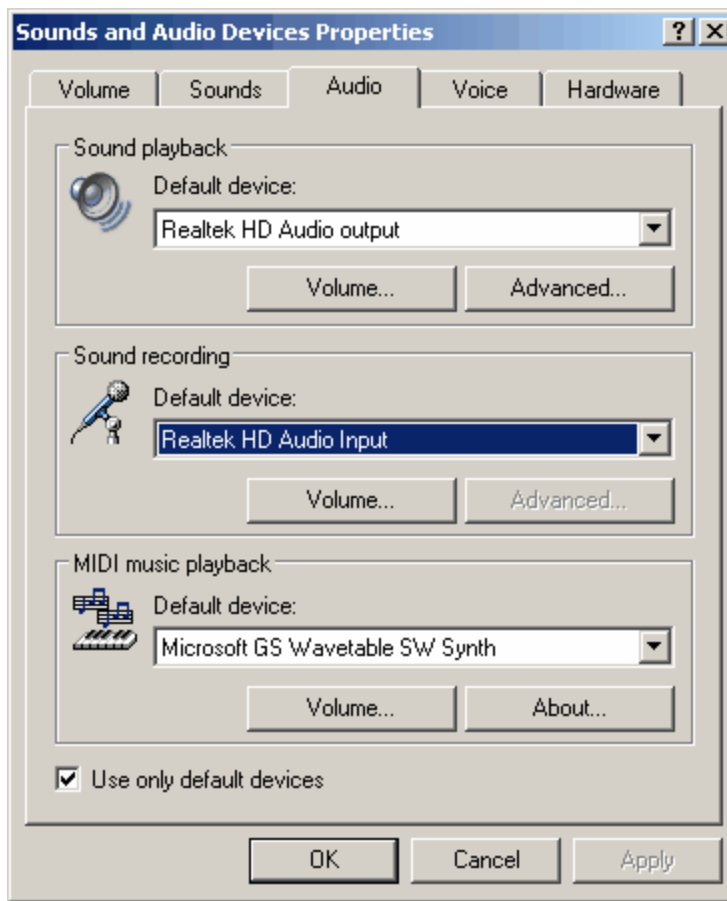 Sounds and Audio Devices Properties
Volume
Sounds
Audio
Voice
Hardware
Sound playback
Default device:
Realtek HD Audio output
Volume...
Advanced...
Sound recording
Default device:
Realtek HD Audio Input
Volume...
Advanced...
MIDI music playback
Default device:
Microsoft GS Wavetable SW Synth
Volume...
About...
Use only default devices
OK
Cancel
Apply